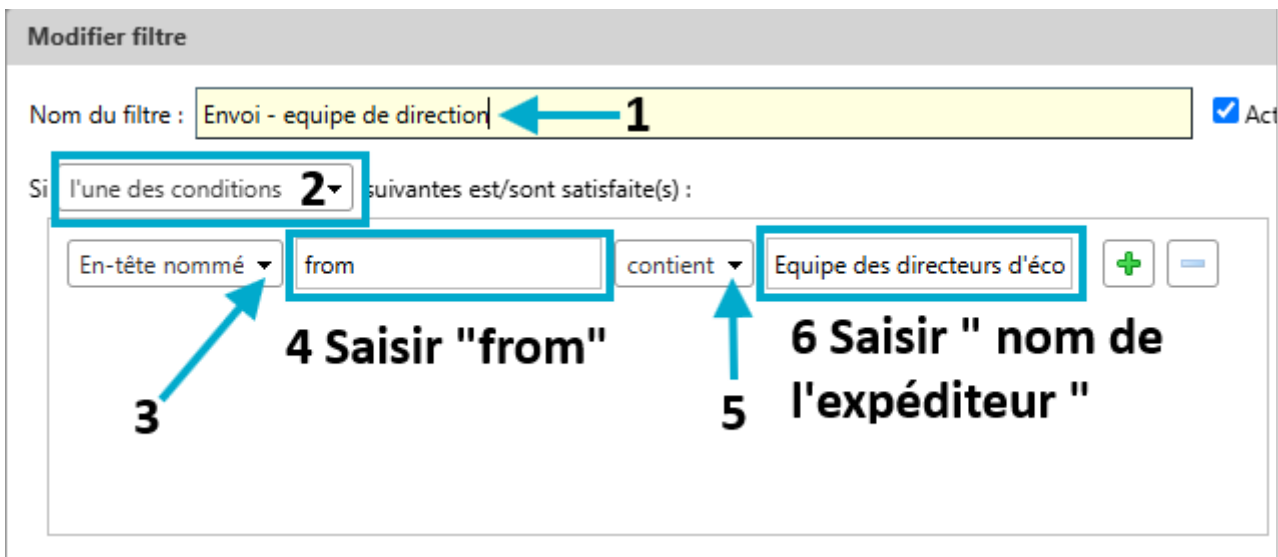 Modifier filtre
Nom du filtre : Envoi - equipe de direction 1 Act
Si l'une des conditions 2 suivantes est/sont satisfaite(s) :
En-tête nommé from contient Equipe des directeurs d'éco
4 Saisir "from" 6 Saisir " nom de
3 5 l'expéditeur "